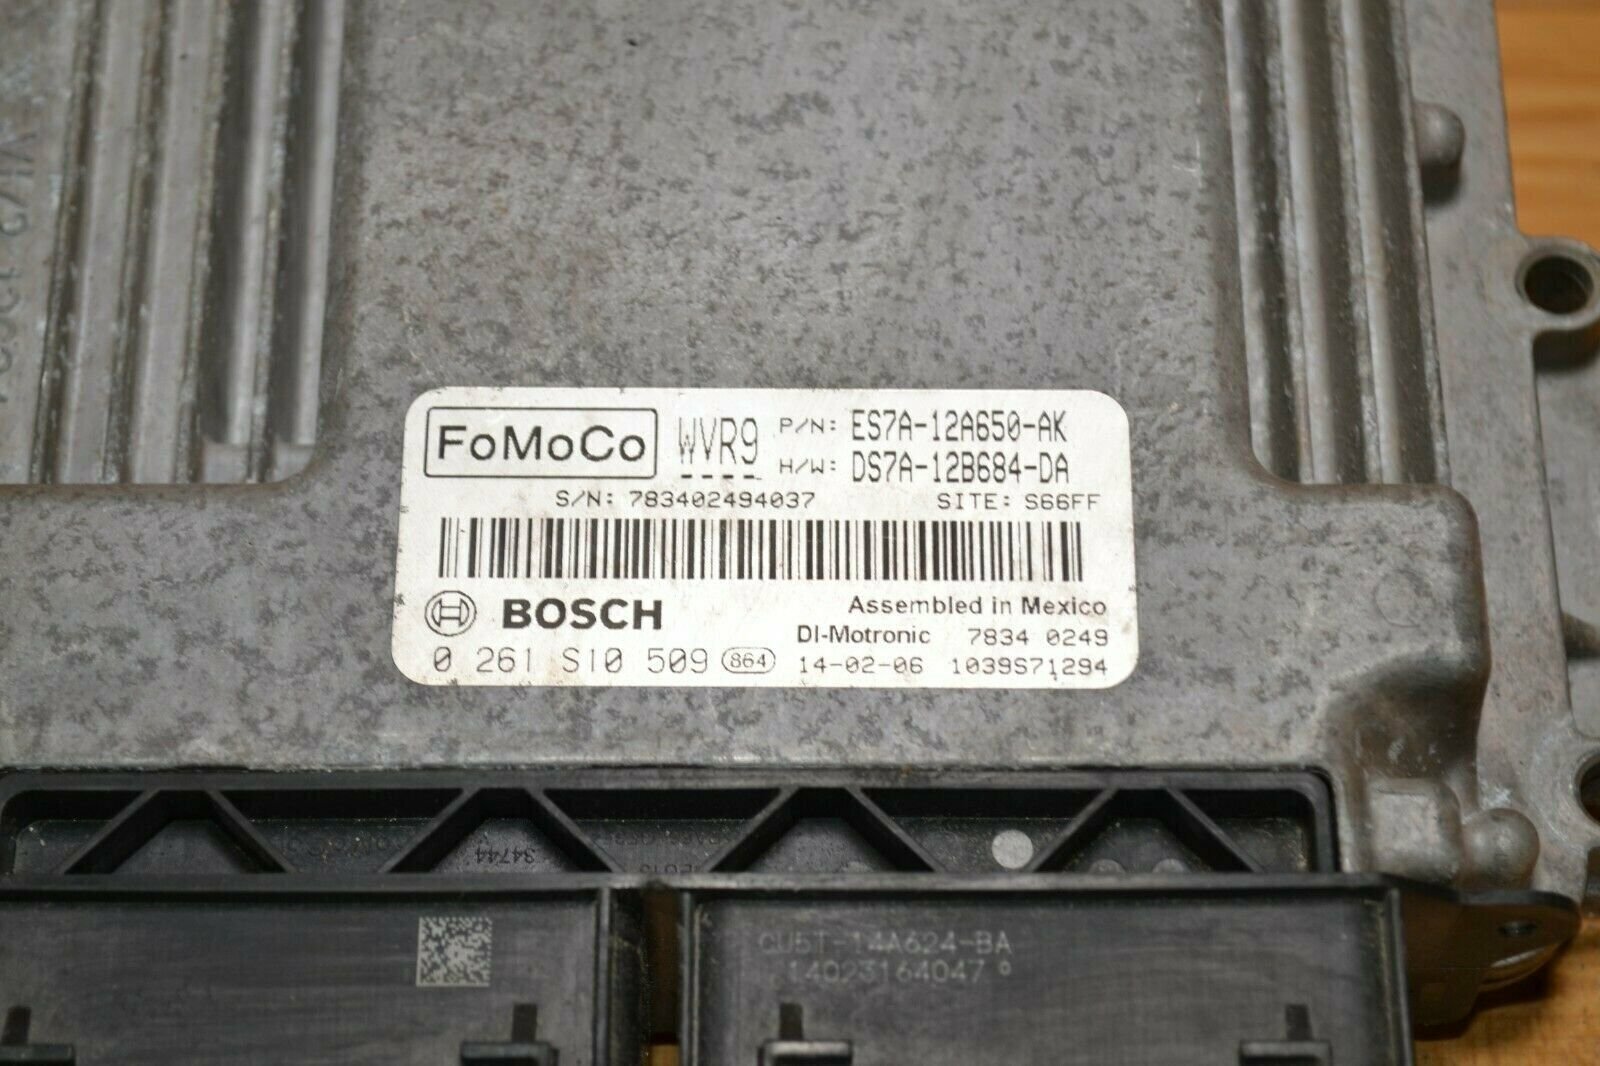 FoMoCo WVR9 P/N: ES7A-12A650-AK
H/W: DS7A-12B684-DA
S/N: 783402494037 SITE: S66FF
BOSCH Assembled in Mexico
DI-Motronic 7834 0249
0 261 S10 509 864 14-02-06 1039S71294
34744
CU5T-14A624-BA
14023164047